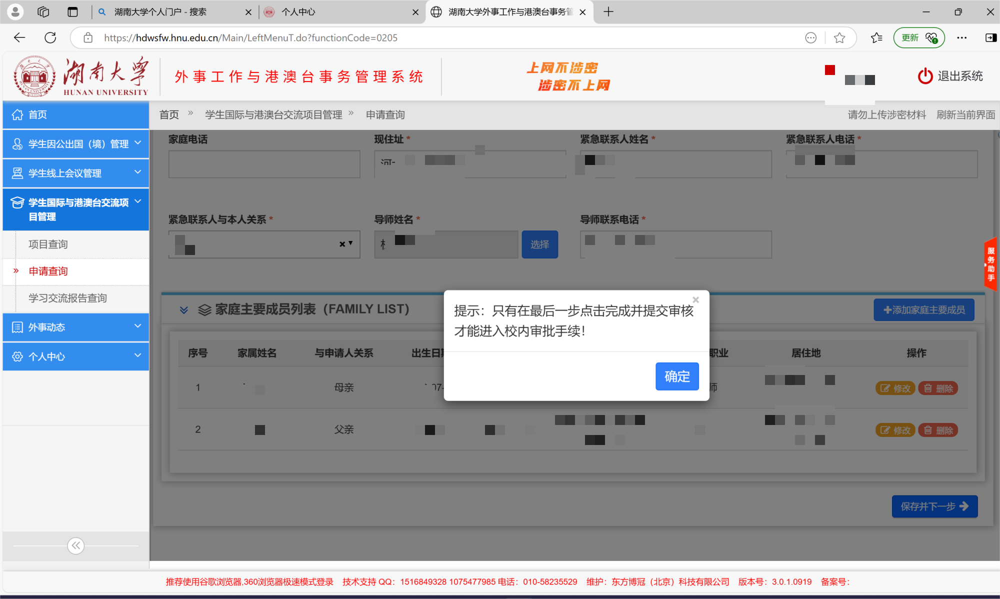 湖南大学个人门户 - 搜索
个人中心
湖南大学外事工作与港澳台事务管
https://hdwsfw.hnu.edu.cn/Main/LeftMenuT.do?functionCode=0205
更新
湖南大学
HUNAN UNIVERSITY
外事工作与港澳台事务管理系统
上网不涉密
涉密不上网
退出系统
首页
学生因公出国（境）管理
学生线上会议管理
学生国际与港澳台交流项
目管理
项目查询
申请查询
学习交流报告查询
外事动态
个人中心
首页 » 学生国际与港澳台交流项目管理 » 申请查询
请勿上传涉密材料 刷新当前界面
家庭电话 现住址 * 紧急联系人姓名 * 紧急联系人电话 *
紧急联系人与本人关系 * 导师姓名 * 导师联系电话 *
选择
服务助手
家庭主要成员列表（FAMILY LIST）
+添加家庭主要成员
提示：只有在最后一步点击完成并提交审核
才能进入校内审批手续！
确定
序号 家属姓名 与申请人关系 出生日 职业 居住地 操作
1 母亲 07- 师 修改 删除
2 父亲 修改 删除
保存并下一步
推荐使用谷歌浏览器,360浏览器极速模式登录 技术支持 QQ：1516849328 1075477985 电话：010-58235529 维护：东方博冠（北京）科技有限公司 版本号：3.0.1.0919 备案号：